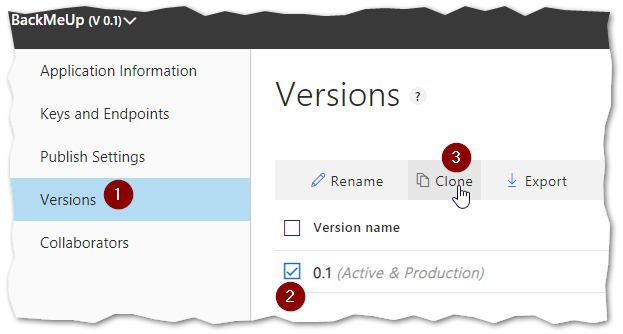 BackMeUp (V 0.1)
Application Information
Keys and Endpoints
Publish Settings
Versions 1
Collaborators
Versions ?
3
Rename Clone Export
Version name
0.1 (Active & Production)
2